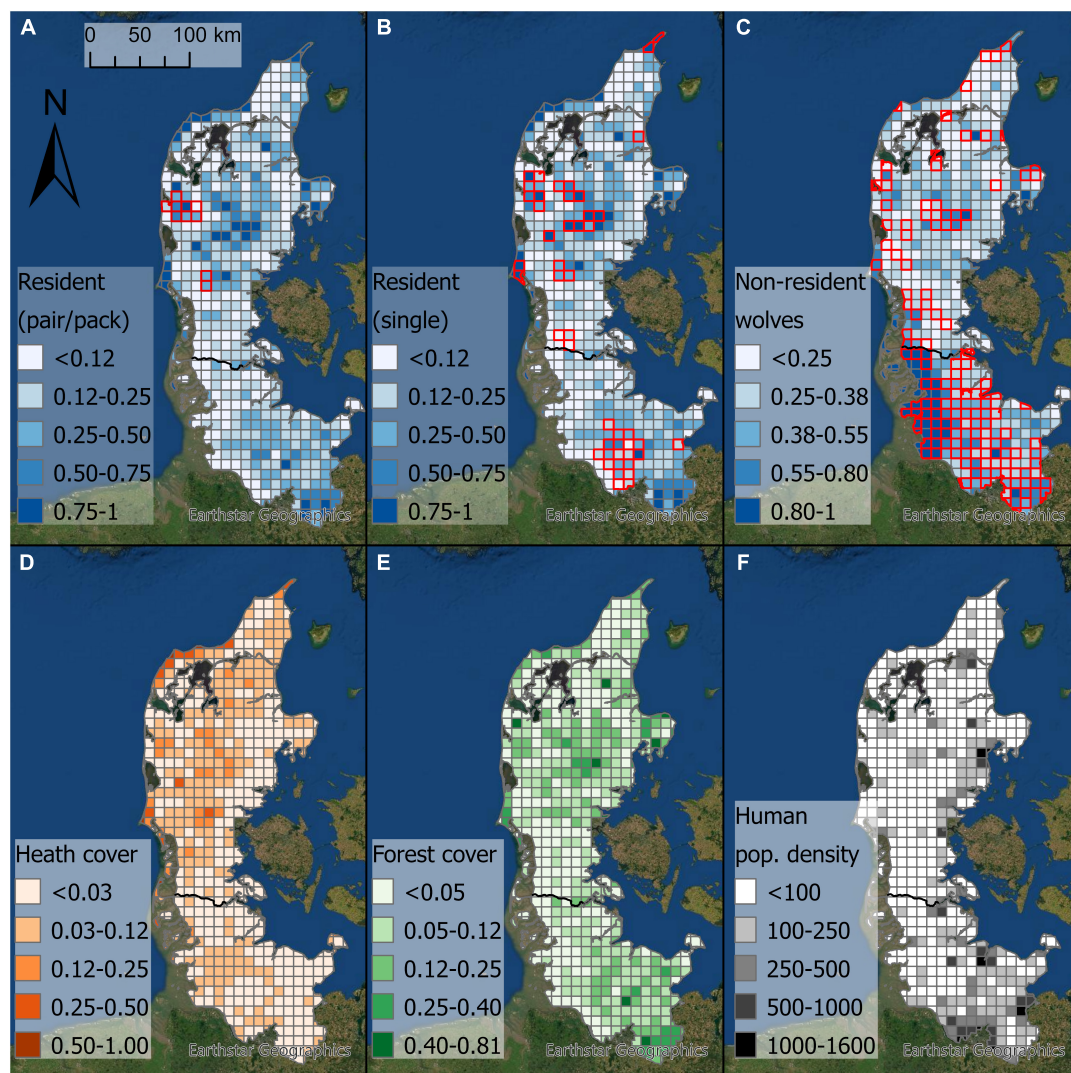 A
0 50 100 km
N
Resident
(pair/pack)
<0.12
0.12-0.25
0.25-0.50
0.50-0.75
0.75-1
Earthstar Geographics
B
Resident
(single)
<0.12
0.12-0.25
0.25-0.50
0.50-0.75
0.75-1
Earthstar Geographics
C
Non-resident
wolves
<0.25
0.25-0.38
0.38-0.55
0.55-0.80
0.80-1
Earthstar Geographics
D
Heath cover
<0.03
0.03-0.12
0.12-0.25
0.25-0.50
0.50-1.00
Earthstar Geographics
E
Forest cover
<0.05
0.05-0.12
0.12-0.25
0.25-0.40
0.40-0.81
Earthstar Geographics
F
Human
pop. density
<100
100-250
250-500
500-1000
1000-1600
Earthstar Geographics